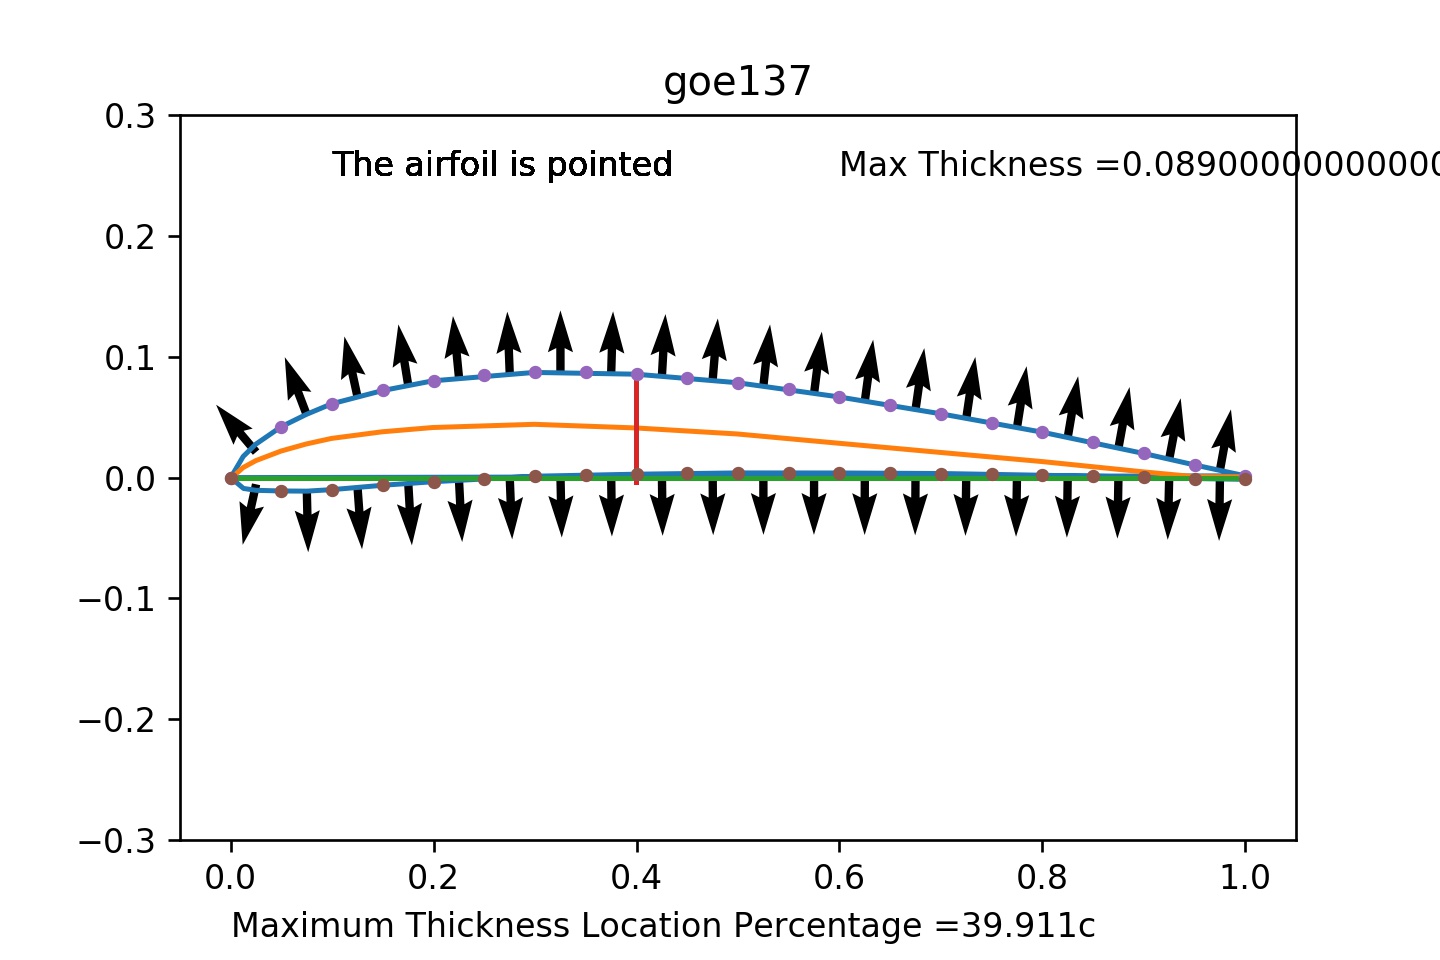 goe137
The airfoil is pointed
Max Thickness =0.08900000000000
0.3
0.2
0.1
0.0
−0.1
−0.2
−0.3
0.0 0.2 0.4 0.6 0.8 1.0
Maximum Thickness Location Percentage =39.911c